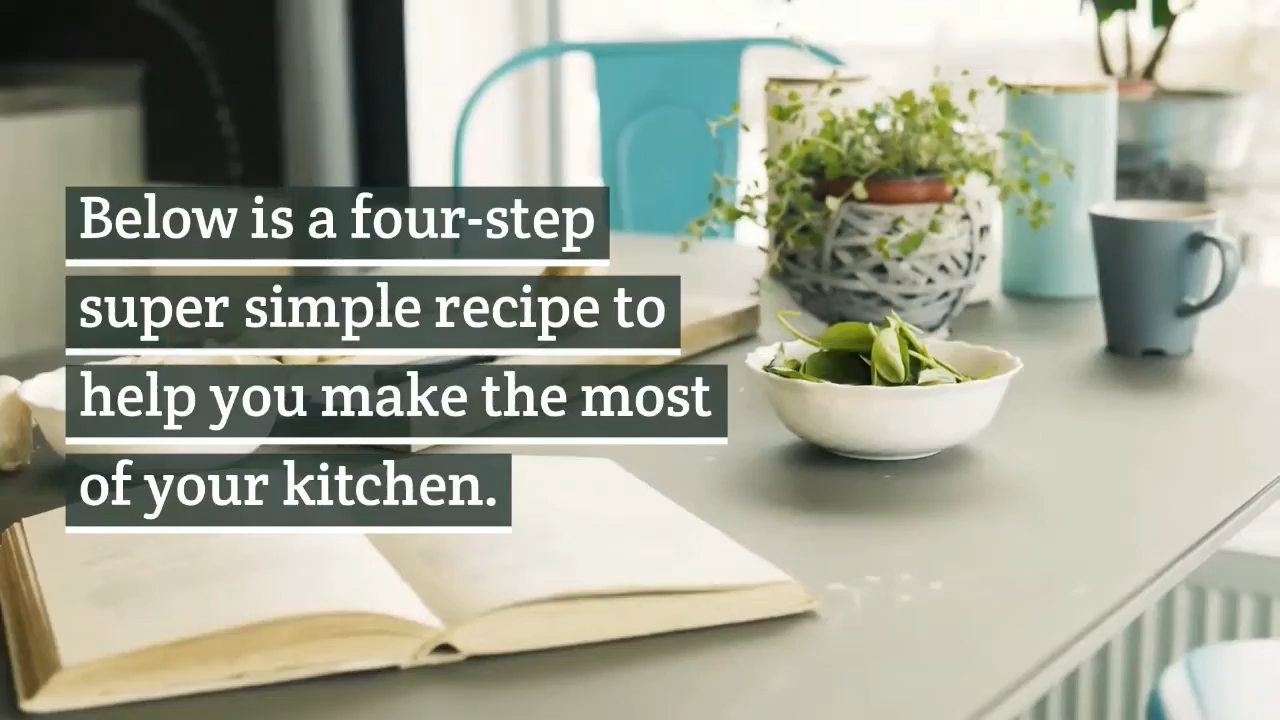 Below is a four-step
super simple recipe to
help you make the most
of your kitchen.